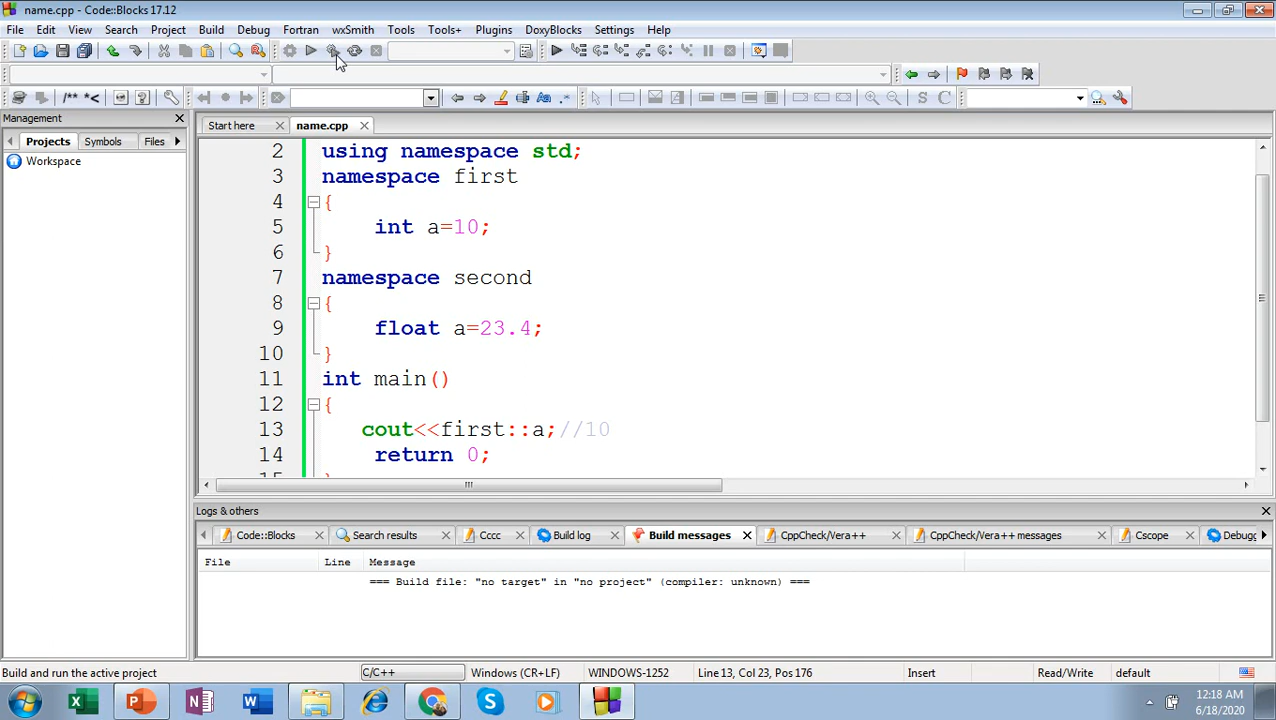 name.cpp - Code::Blocks 17.12
File Edit View Search Project Build Debug Fortran wxSmith Tools Tools+ Plugins DoxyBlocks Settings Help
/** *<
S C
Management
Projects Symbols Files
Workspace
Start here name.cpp
2 using namespace std;
3 namespace first
4 {
5 int a=10;
6 }
7 namespace second
8 {
9 float a=23.4;
10 }
11 int main()
12 {
13 cout<<first::a;//10
14 return 0;
Logs & others
Code::Blocks Search results Cccc Build log Build messages CppCheck/Vera++ CppCheck/Vera++ messages Cscope Debugg
File Line Message
=== Build file: "no target" in "no project" (compiler: unknown) ===
Build and run the active project C/C++ Windows (CR+LF) WINDOWS-1252 Line 13, Col 23, Pos 176 Insert Read/Write default
12:18 AM
6/18/2020